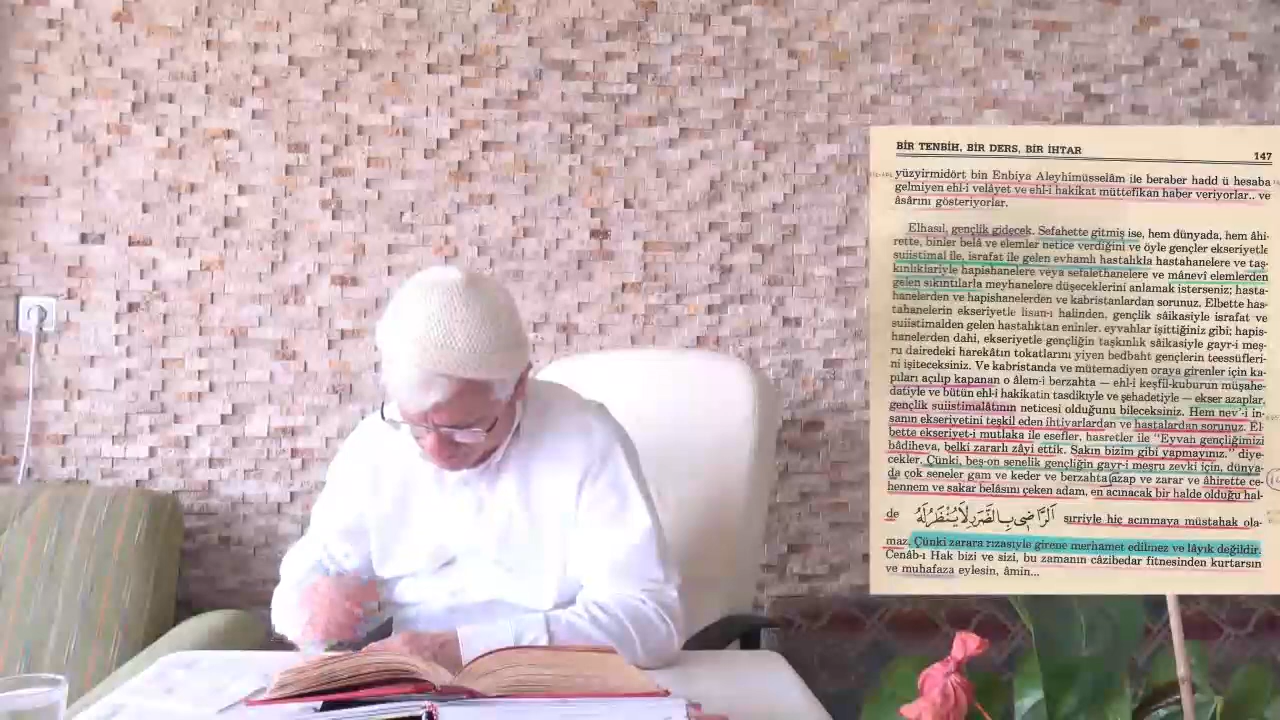 BİR TENBİH, BİR DERS, BİR İHTAR 147
yüzyirmidört bin Enbiya Aleyhimüsselâm ile beraber hadd ü hesaba
gelmiyen ehl-i velâyet ve ehl-i hakikat müttefikan haber veriyorlar.. ve
âsârını gösteriyorlar.
Elhasıl, gençlik gidecek. Sefahette gitmiş ise, hem dünyada, hem âhi-
rette, binler belâ ve elemler netice verdiğini ve öyle gençler ekseriyetle
suiistimal ile, israfat ile gelen evhamlı hastalıkla hastahanelere ve taş-
kınlıklariyle hapishanelere veya sefalethanelere ve mânevi elemlerden
gelen sıkıntılarla meyhanelere düşeceklerini anlamak isterseniz; hasta-
hanelerden ve hapishanelerden ve kabristanlardan sorunuz. Elbette has-
tahanelerin ekseriyetle lisan-ı halinden, gençlik sâikasiyle israfat ve
suiistimalden gelen hastalıktan eninler, eyvahlar işittiğiniz gibi; hapis-
hanelerden dahi, ekseriyetle gençliğin taşkınlık sâikasiyle gayr-i meş-
ru dairedeki harekâtın tokatlarını yiyen bedbaht gençlerin teessüfleri-
ni işiteceksiniz. Ve kabristanda ve mütemadiyen oraya girenler için ka-
pıları açılıp kapanan o âlem-i berzahta — ehl-i keşfil-kuburun müşahe-
datiyle ve bütün ehl-i hakikatin tasdikıyle ve şehadetiyle — ekser azaplar,
gençlik suiistimalâtının neticesi olduğunu bileceksiniz. Hem nev-i in-
sanın ekseriyetini teşkil eden ihtiyarlardan ve hastalardan sorunuz. El-
bette ekseriyet-i mutlaka ile esefler, hasretler ile "Eyvah gençliğimizi
bâdiheva, belki zararlı zâyi ettik. Sakın bizim gibi yapmayınız." diye-
cekler. Çünki, beş-on senelik gençliğin gayr-i meşru zevki için, dünya-
da çok seneler gam ve keder ve berzahta azap ve zarar ve âhirette ce-
hennem ve sakar belâsını çeken adam, en acınacak bir halde olduğu hal-
de اَلرَّاضِى بِالضَّرَرِ لاَيُنْظَرُلَهُ sırriyle hiç acınmaya müstahak ola-
maz. Çünki zarara rızasıyle girene merhamet edilmez ve lâyık değildir.
Cenâb-ı Hak bizi ve sizi, bu zamanın câzibedar fitnesinden kurtarsın
ve muhafaza eylesin, âmin...